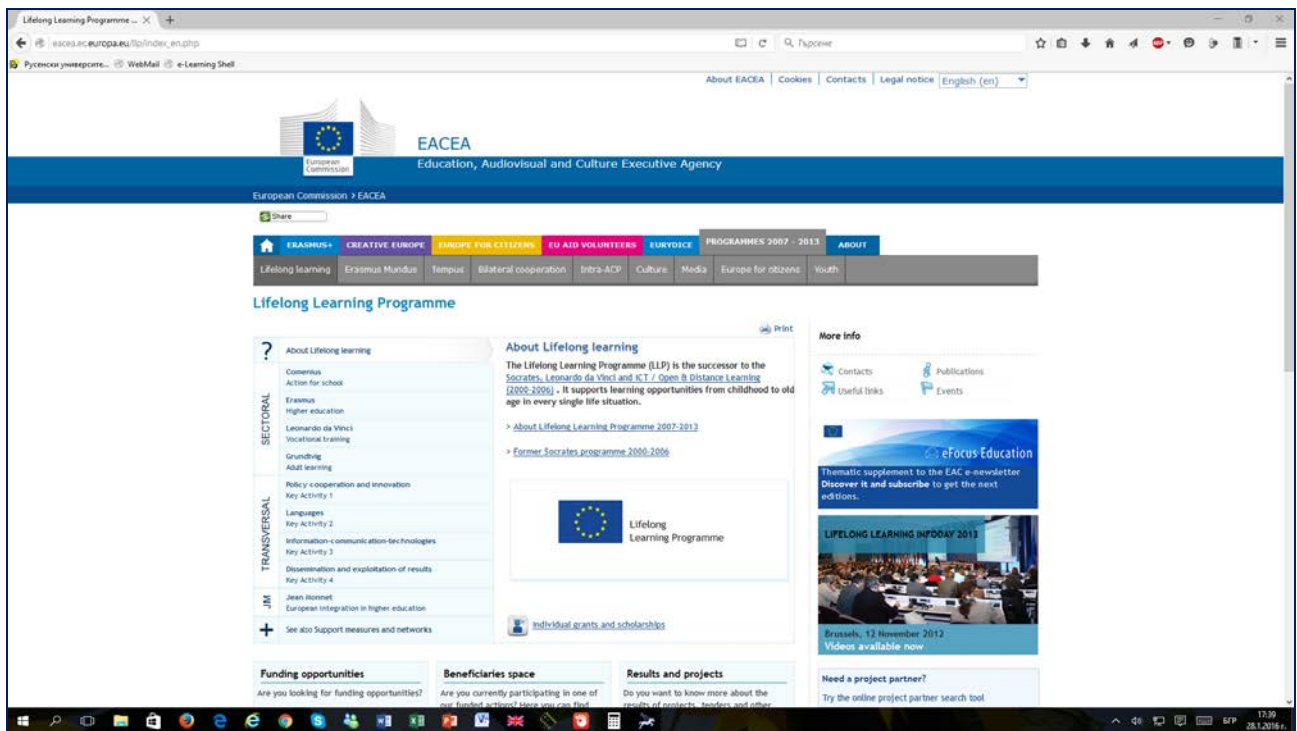 Lifelong Learning Programme ...
eacea.ec.europa.eu/llp/index_en.php
Търсене
Русенски университе... WebMail e-Learning Shell
About EACEA | Cookies | Contacts | Legal notice English (en)
European Commission
EACEA
Education, Audiovisual and Culture Executive Agency
European Commission > EACEA
Share
ERASMUS+ CREATIVE EUROPE EUROPE FOR CITIZENS EU AID VOLUNTEERS EURYDICE PROGRAMMES 2007 - 2013 ABOUT
Lifelong learning Erasmus Mundus Tempus Bilateral cooperation Intra-ACP Culture Media Europe for citizens Youth
Lifelong Learning Programme
Print
? About Lifelong learning
SECTORAL
Comenius
Action for school
Erasmus
Higher education
Leonardo da Vinci
Vocational training
Grundtvig
Adult learning
TRANSVERSAL
Policy cooperation and innovation
Key Activity 1
Languages
Key Activity 2
Information-communication-technologies
Key Activity 3
Dissemination and exploitation of results
Key Activity 4
JM
Jean Monnet
European integration in higher education
+ See also Support measures and networks
About Lifelong learning
The Lifelong Learning Programme (LLP) is the successor to the
Socrates, Leonardo da Vinci and ICT / Open & Distance Learning
(2000-2006) . It supports learning opportunities from childhood to old
age in every single life situation.
> About Lifelong Learning Programme 2007-2013
> Former Socrates programme 2000-2006
Lifelong
Learning Programme
Individual grants and scholarships
More info
Contacts Publications
Useful links Events
eFocus Education
Thematic supplement to the EAC e-newsletter
Discover it and subscribe to get the next
editions.
LIFELONG LEARNING INFODAY 2013
Brussels, 12 November 2012
Videos available now
Need a project partner?
Try the online project partner search tool
Funding opportunities
Are you looking for funding opportunities?
Beneficiaries space
Are you currently participating in one of
our funded actions? Here you can find
Results and projects
Do you want to know more about the
results of projects, tenders and other
БГР
17:39
28.1.2016 г.